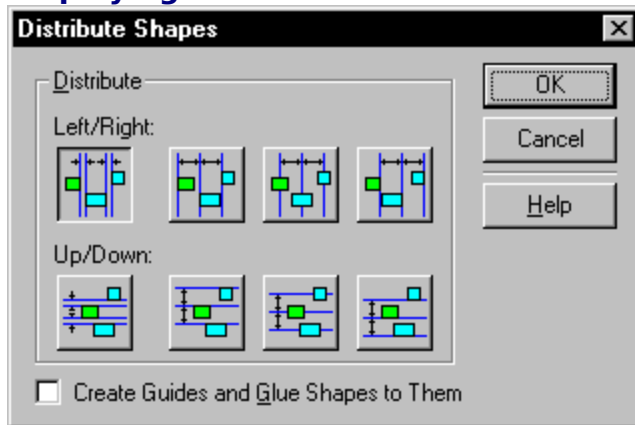 Distribute Shapes
Distribute
OK
Left/Right:
Cancel
Help
Up/Down:
Create Guides and Glue Shapes to Them